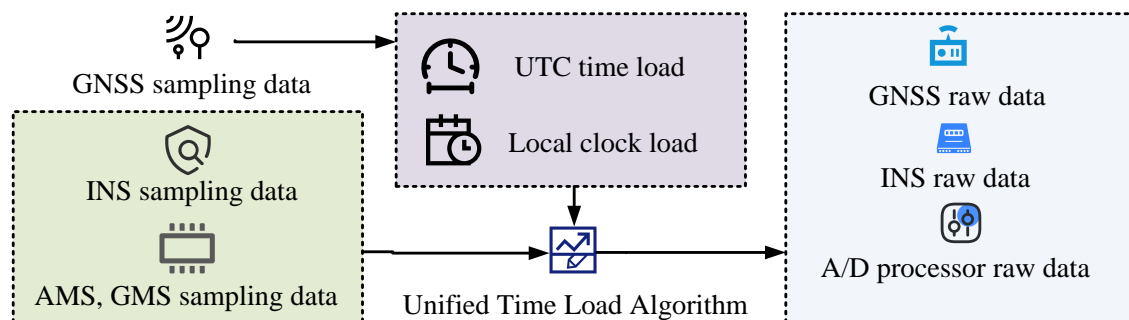 GNSS sampling data
INS sampling data
AMS, GMS sampling data
UTC time load
Local clock load
Unified Time Load Algorithm
GNSS raw data
INS raw data
A/D processor raw data